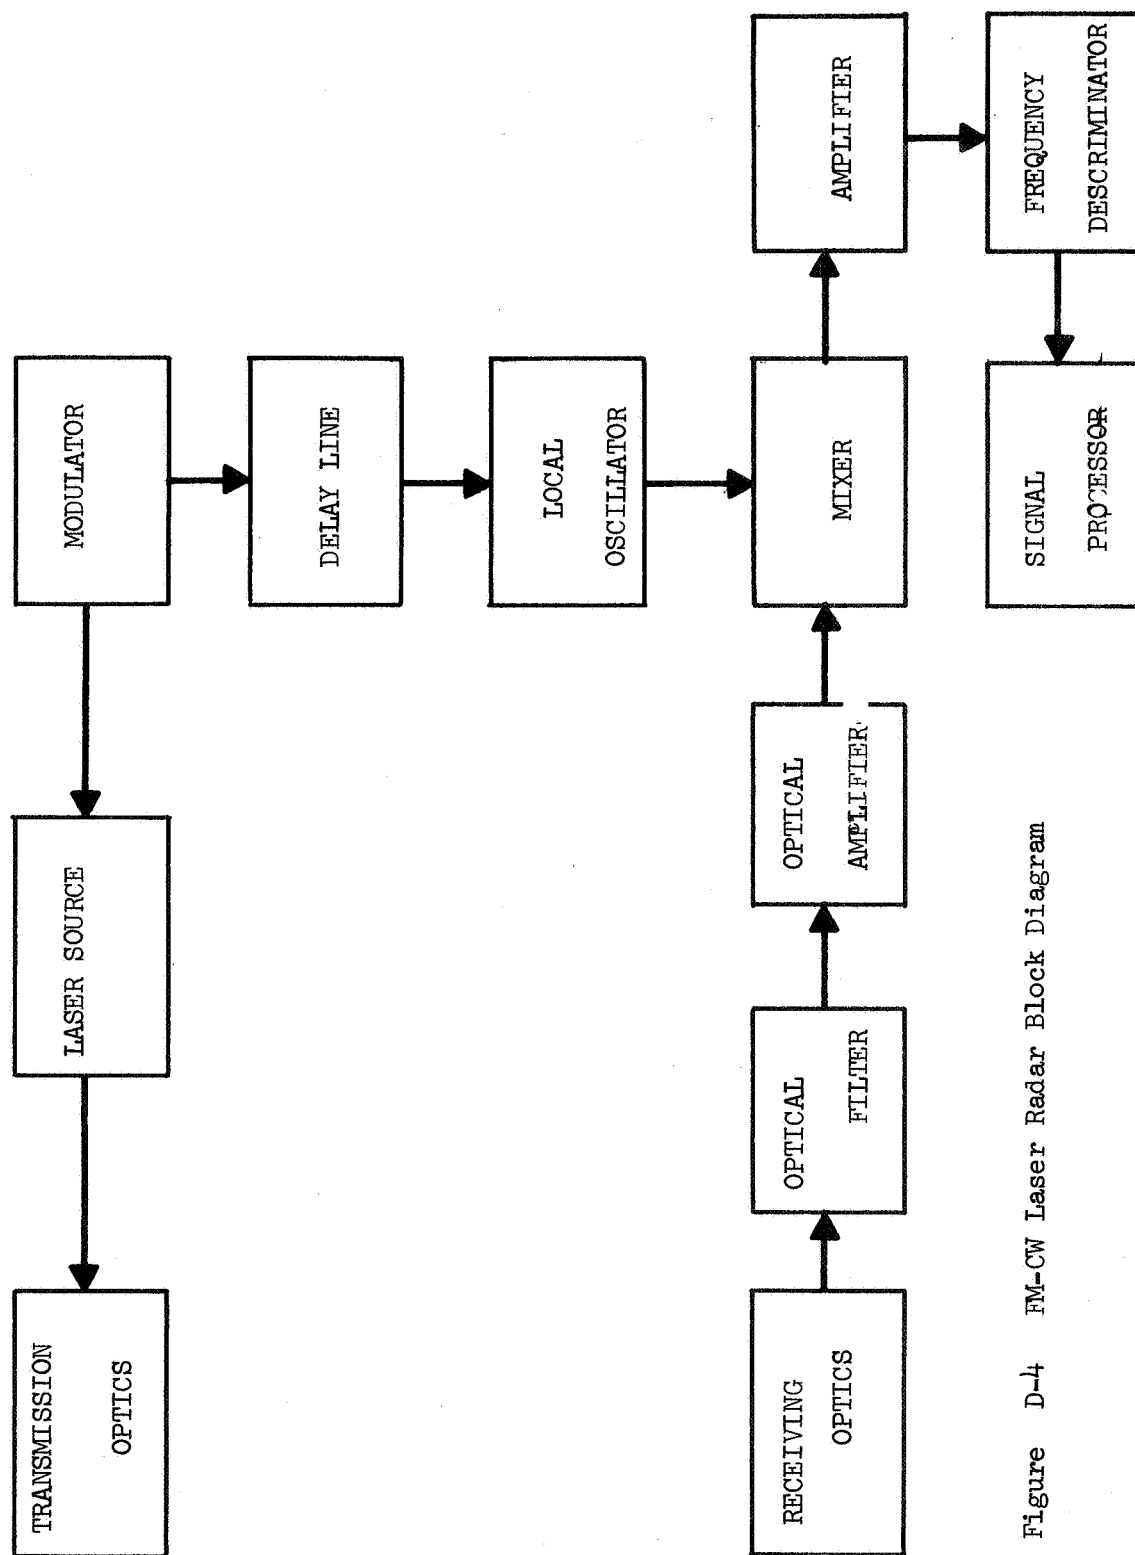 TRANSMISSION
OPTICS
LASER SOURCE
MODULATOR
DELAY LINE
LOCAL
OSCILLATOR
RECEIVING
OPTICS
OPTICAL
FILTER
OPTICAL
AMPLIFIER
MIXER
AMPLIFIER
SIGNAL
PROCESSOR
FREQUENCY
DESCRIMINATOR
Figure D-4 FM-CW Laser Radar Block Diagram